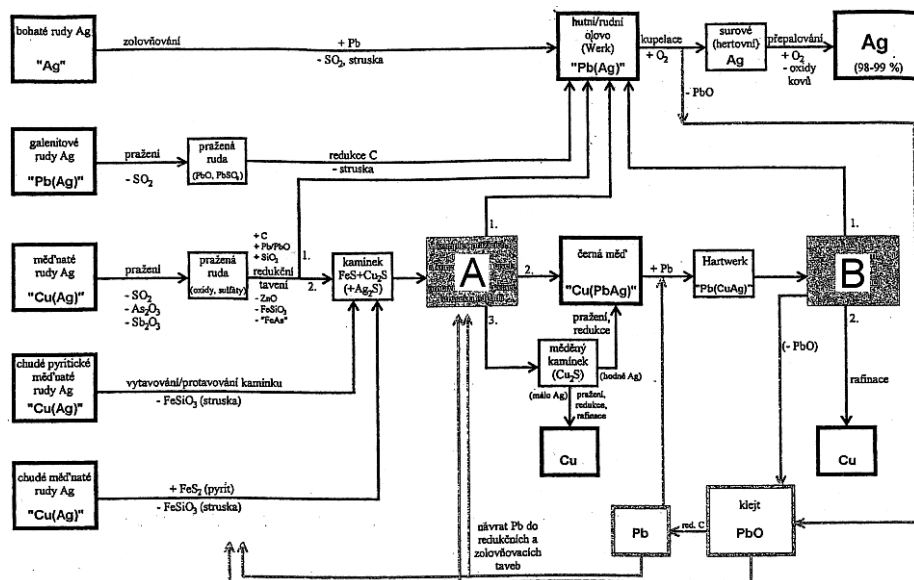 bohaté rudy Ag
"Ag"
zolovňování
+ Pb
- SO₂, struska
hutní/rudní
olovo
(Werk)
"Pb(Ag)"
kupelace
+ O₂
- PbO
surové
(hertovní)
Ag
přepalování
+ O₂
- oxidy
kovů
Ag
(98-99 %)
galenitové
rudy Ag
"Pb(Ag)"
pražení
- SO₂
pražená
ruda
(PbO, PbSO₄)
redukce C
- struska
měďnaté
rudy Ag
"Cu(Ag)"
pražení
- SO₂
- As₂O₃
- Sb₂O₃
pražená
ruda
(oxidy, sulfáty)
+ C
+ Pb/PbO
+ SiO₂
redukční
tavení
- ZnO
- FeSiO₃
- "FeAs"
1.
2.
kamínek
FeS+Cu₂S
(+Ag₂S)
A
1.
2.
3.
černá měď
"Cu(PbAg)"
+ Pb
Hartwerk
"Pb(CuAg)"
B
1.
2.
pražení,
redukce
měděný
kamínek
(Cu₂S)
(hodně Ag)
(málo Ag)
pražení,
redukce,
rafinace
Cu
(- PbO)
rafinace
Cu
chudé pyritické
měďnaté
rudy Ag
"Cu(Ag)"
vytavování/protavování kamínku
- FeSiO₃ (struska)
chudé měďnaté
rudy Ag
"Cu(Ag)"
+ FeS₂ (pyrit)
- FeSiO₃ (struska)
návrat Pb do
redukčních a
zolovňovacích
taveb
Pb
red. C
klejt
PbO